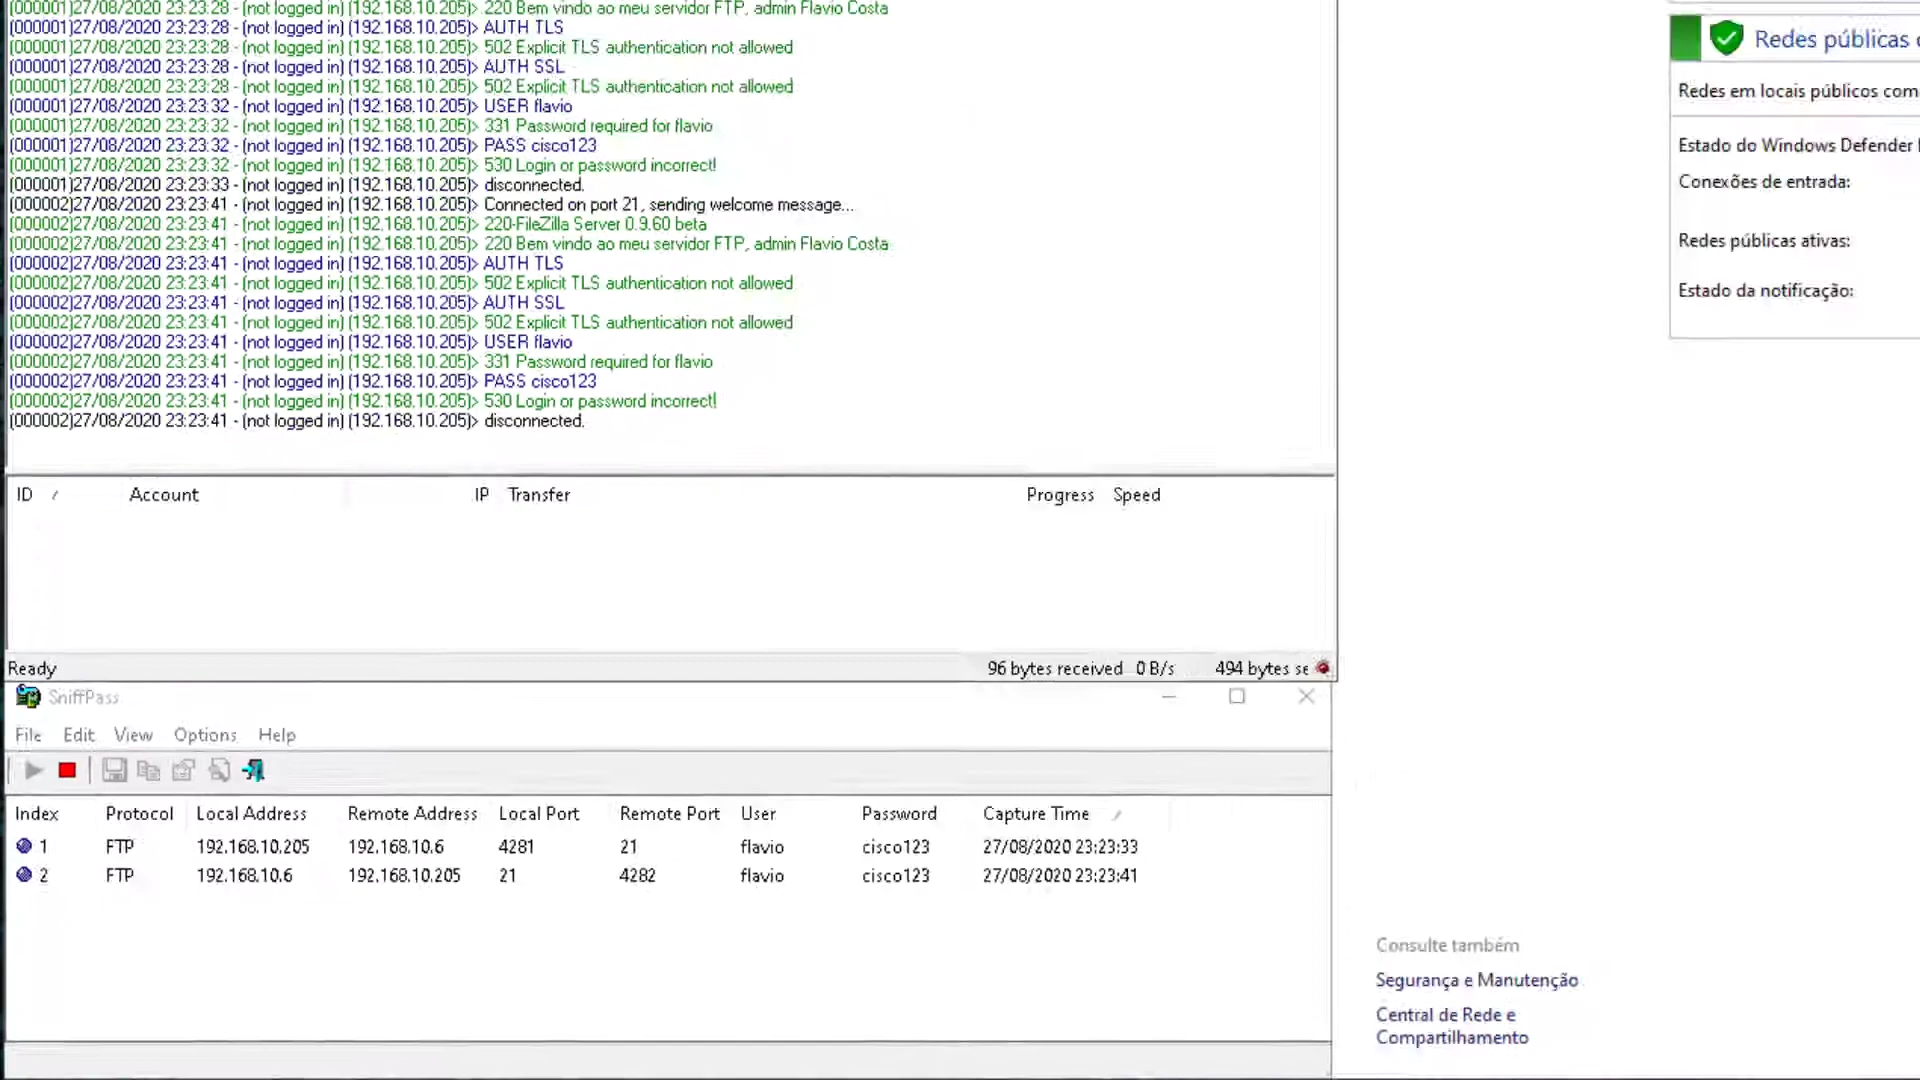 (000001)27/08/2020 23:23:28 - (not logged in) (192.168.10.205)> 220 Bem vindo ao meu servidor FTP, admin Flavio Costa
(000001)27/08/2020 23:23:28 - (not logged in) (192.168.10.205)> AUTH TLS
(000001)27/08/2020 23:23:28 - (not logged in) (192.168.10.205)> 502 Explicit TLS authentication not allowed
(000001)27/08/2020 23:23:28 - (not logged in) (192.168.10.205)> AUTH SSL
(000001)27/08/2020 23:23:28 - (not logged in) (192.168.10.205)> 502 Explicit TLS authentication not allowed
(000001)27/08/2020 23:23:32 - (not logged in) (192.168.10.205)> USER flavio
(000001)27/08/2020 23:23:32 - (not logged in) (192.168.10.205)> 331 Password required for flavio
(000001)27/08/2020 23:23:32 - (not logged in) (192.168.10.205)> PASS cisco123
(000001)27/08/2020 23:23:32 - (not logged in) (192.168.10.205)> 530 Login or password incorrect!
(000001)27/08/2020 23:23:33 - (not logged in) (192.168.10.205)> disconnected.
(000002)27/08/2020 23:23:41 - (not logged in) (192.168.10.205)> Connected on port 21, sending welcome message...
(000002)27/08/2020 23:23:41 - (not logged in) (192.168.10.205)> 220-FileZilla Server 0.9.60 beta
(000002)27/08/2020 23:23:41 - (not logged in) (192.168.10.205)> 220 Bem vindo ao meu servidor FTP, admin Flavio Costa
(000002)27/08/2020 23:23:41 - (not logged in) (192.168.10.205)> AUTH TLS
(000002)27/08/2020 23:23:41 - (not logged in) (192.168.10.205)> 502 Explicit TLS authentication not allowed
(000002)27/08/2020 23:23:41 - (not logged in) (192.168.10.205)> AUTH SSL
(000002)27/08/2020 23:23:41 - (not logged in) (192.168.10.205)> 502 Explicit TLS authentication not allowed
(000002)27/08/2020 23:23:41 - (not logged in) (192.168.10.205)> USER flavio
(000002)27/08/2020 23:23:41 - (not logged in) (192.168.10.205)> 331 Password required for flavio
(000002)27/08/2020 23:23:41 - (not logged in) (192.168.10.205)> PASS cisco123
(000002)27/08/2020 23:23:41 - (not logged in) (192.168.10.205)> 530 Login or password incorrect!
(000002)27/08/2020 23:23:41 - (not logged in) (192.168.10.205)> disconnected.
ID / Account IP Transfer Progress Speed
Ready 96 bytes received 0 B/s 494 bytes se
SniffPass
File Edit View Options Help
Index Protocol Local Address Remote Address Local Port Remote Port User Password Capture Time /
1 FTP 192.168.10.205 192.168.10.6 4281 21 flavio cisco123 27/08/2020 23:23:33
2 FTP 192.168.10.6 192.168.10.205 21 4282 flavio cisco123 27/08/2020 23:23:41
Redes públicas
Redes em locais públicos com
Estado do Windows Defender
Conexões de entrada:
Redes públicas ativas:
Estado da notificação:
Consulte também
Segurança e Manutenção
Central de Rede e
Compartilhamento